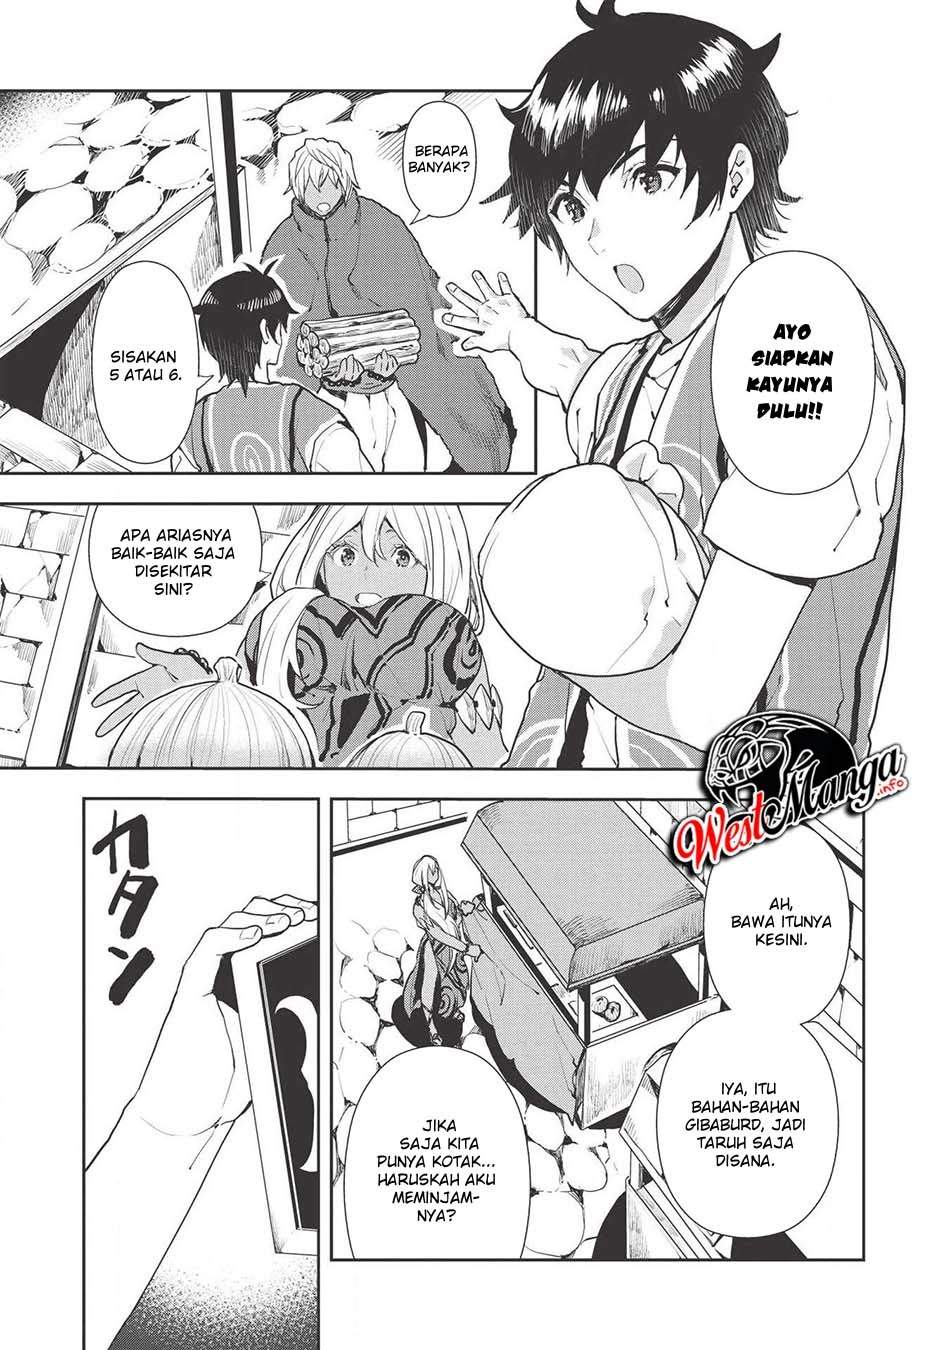 AYO
SIAPKAN
KAYUNYA
DULU!!
BERAPA
BANYAK?
SISAKAN
5 ATAU 6.
APA ARIASNYA
BAIK-BAIK SAJA
DISEKITAR
SINI?
AH,
BAWA ITUNYA
KESINI.
IYA, ITU
BAHAN-BAHAN
GIBABURD, JADI
TARUH SAJA
DISANA.
JIKA
SAJA KITA
PUNYA KOTAK...
HARUSKAH AKU
MEMINJAM-
NYA?
カタン
WestManga
.info